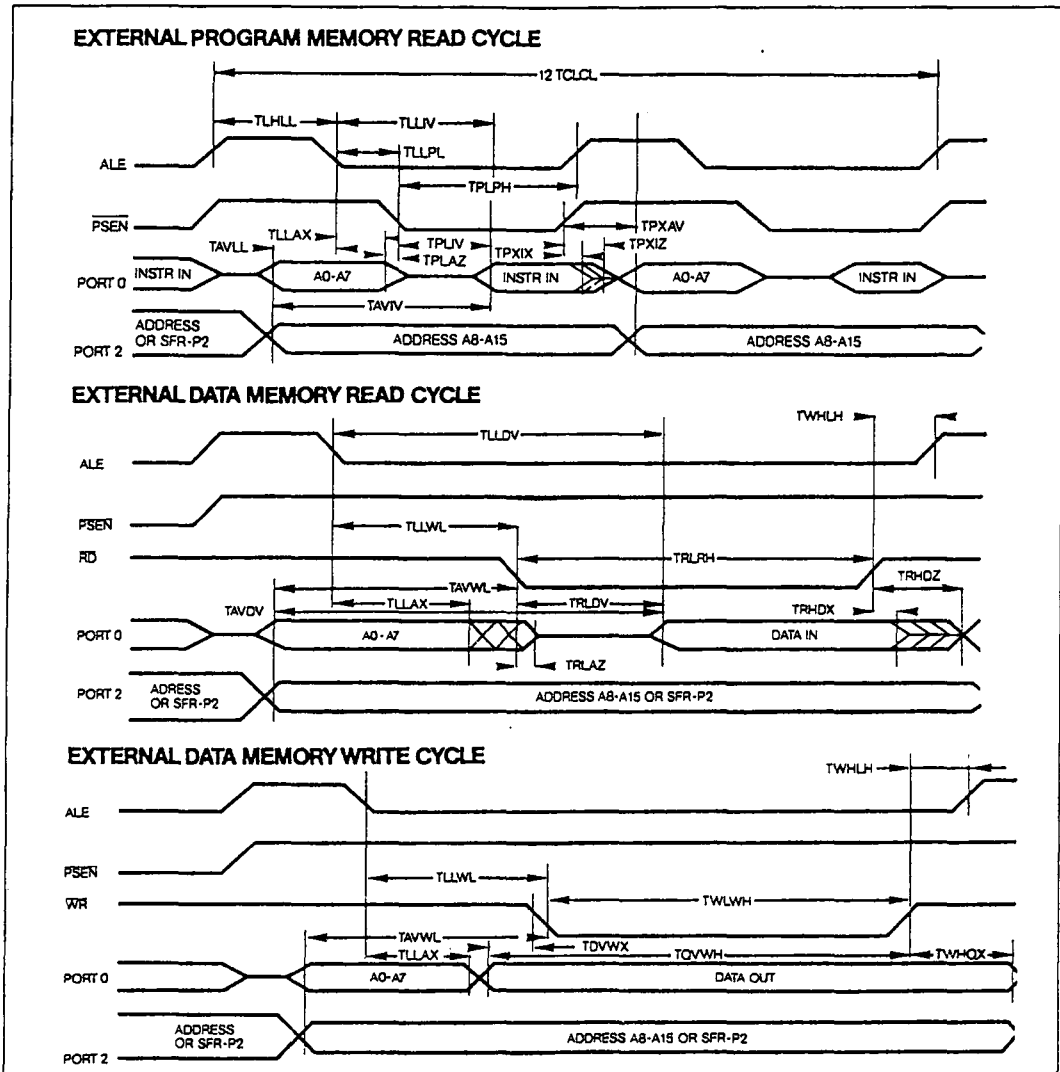 EXTERNAL PROGRAM MEMORY READ CYCLE
12 TCLCL
TLHLL
TLLIV
TLLPL
ALE
TPLPH
PSEN
TLLAX
TPLIV
TPXAV
TAVLL
TPLAZ
TPXIX
TPXIZ
PORT 0
INSTR IN
A0-A7
INSTR IN
A0-A7
INSTR IN
TAVIV
ADDRESS
OR SFR-P2
PORT 2
ADDRESS A8-A15
ADDRESS A8-A15
EXTERNAL DATA MEMORY READ CYCLE
TWHLH
TLLDV
ALE
PSEN
TLLWL
RD
TRLRH
TAVWL
TRHDZ
TAVDV
TLLAX
TRLDV
TRHDX
PORT 0
A0-A7
DATA IN
TRLAZ
PORT 2
ADRESS
OR SFR-P2
ADDRESS A8-A15 OR SFR-P2
EXTERNAL DATA MEMORY WRITE CYCLE
TWHLH
ALE
PSEN
TLLWL
WR
TWLWH
TAVWL
TDVWX
TLLAX
TQVWH
TWHQX
PORT 0
A0-A7
DATA OUT
ADDRESS
OR SFR-P2
PORT 2
ADDRESS A8-A15 OR SFR-P2